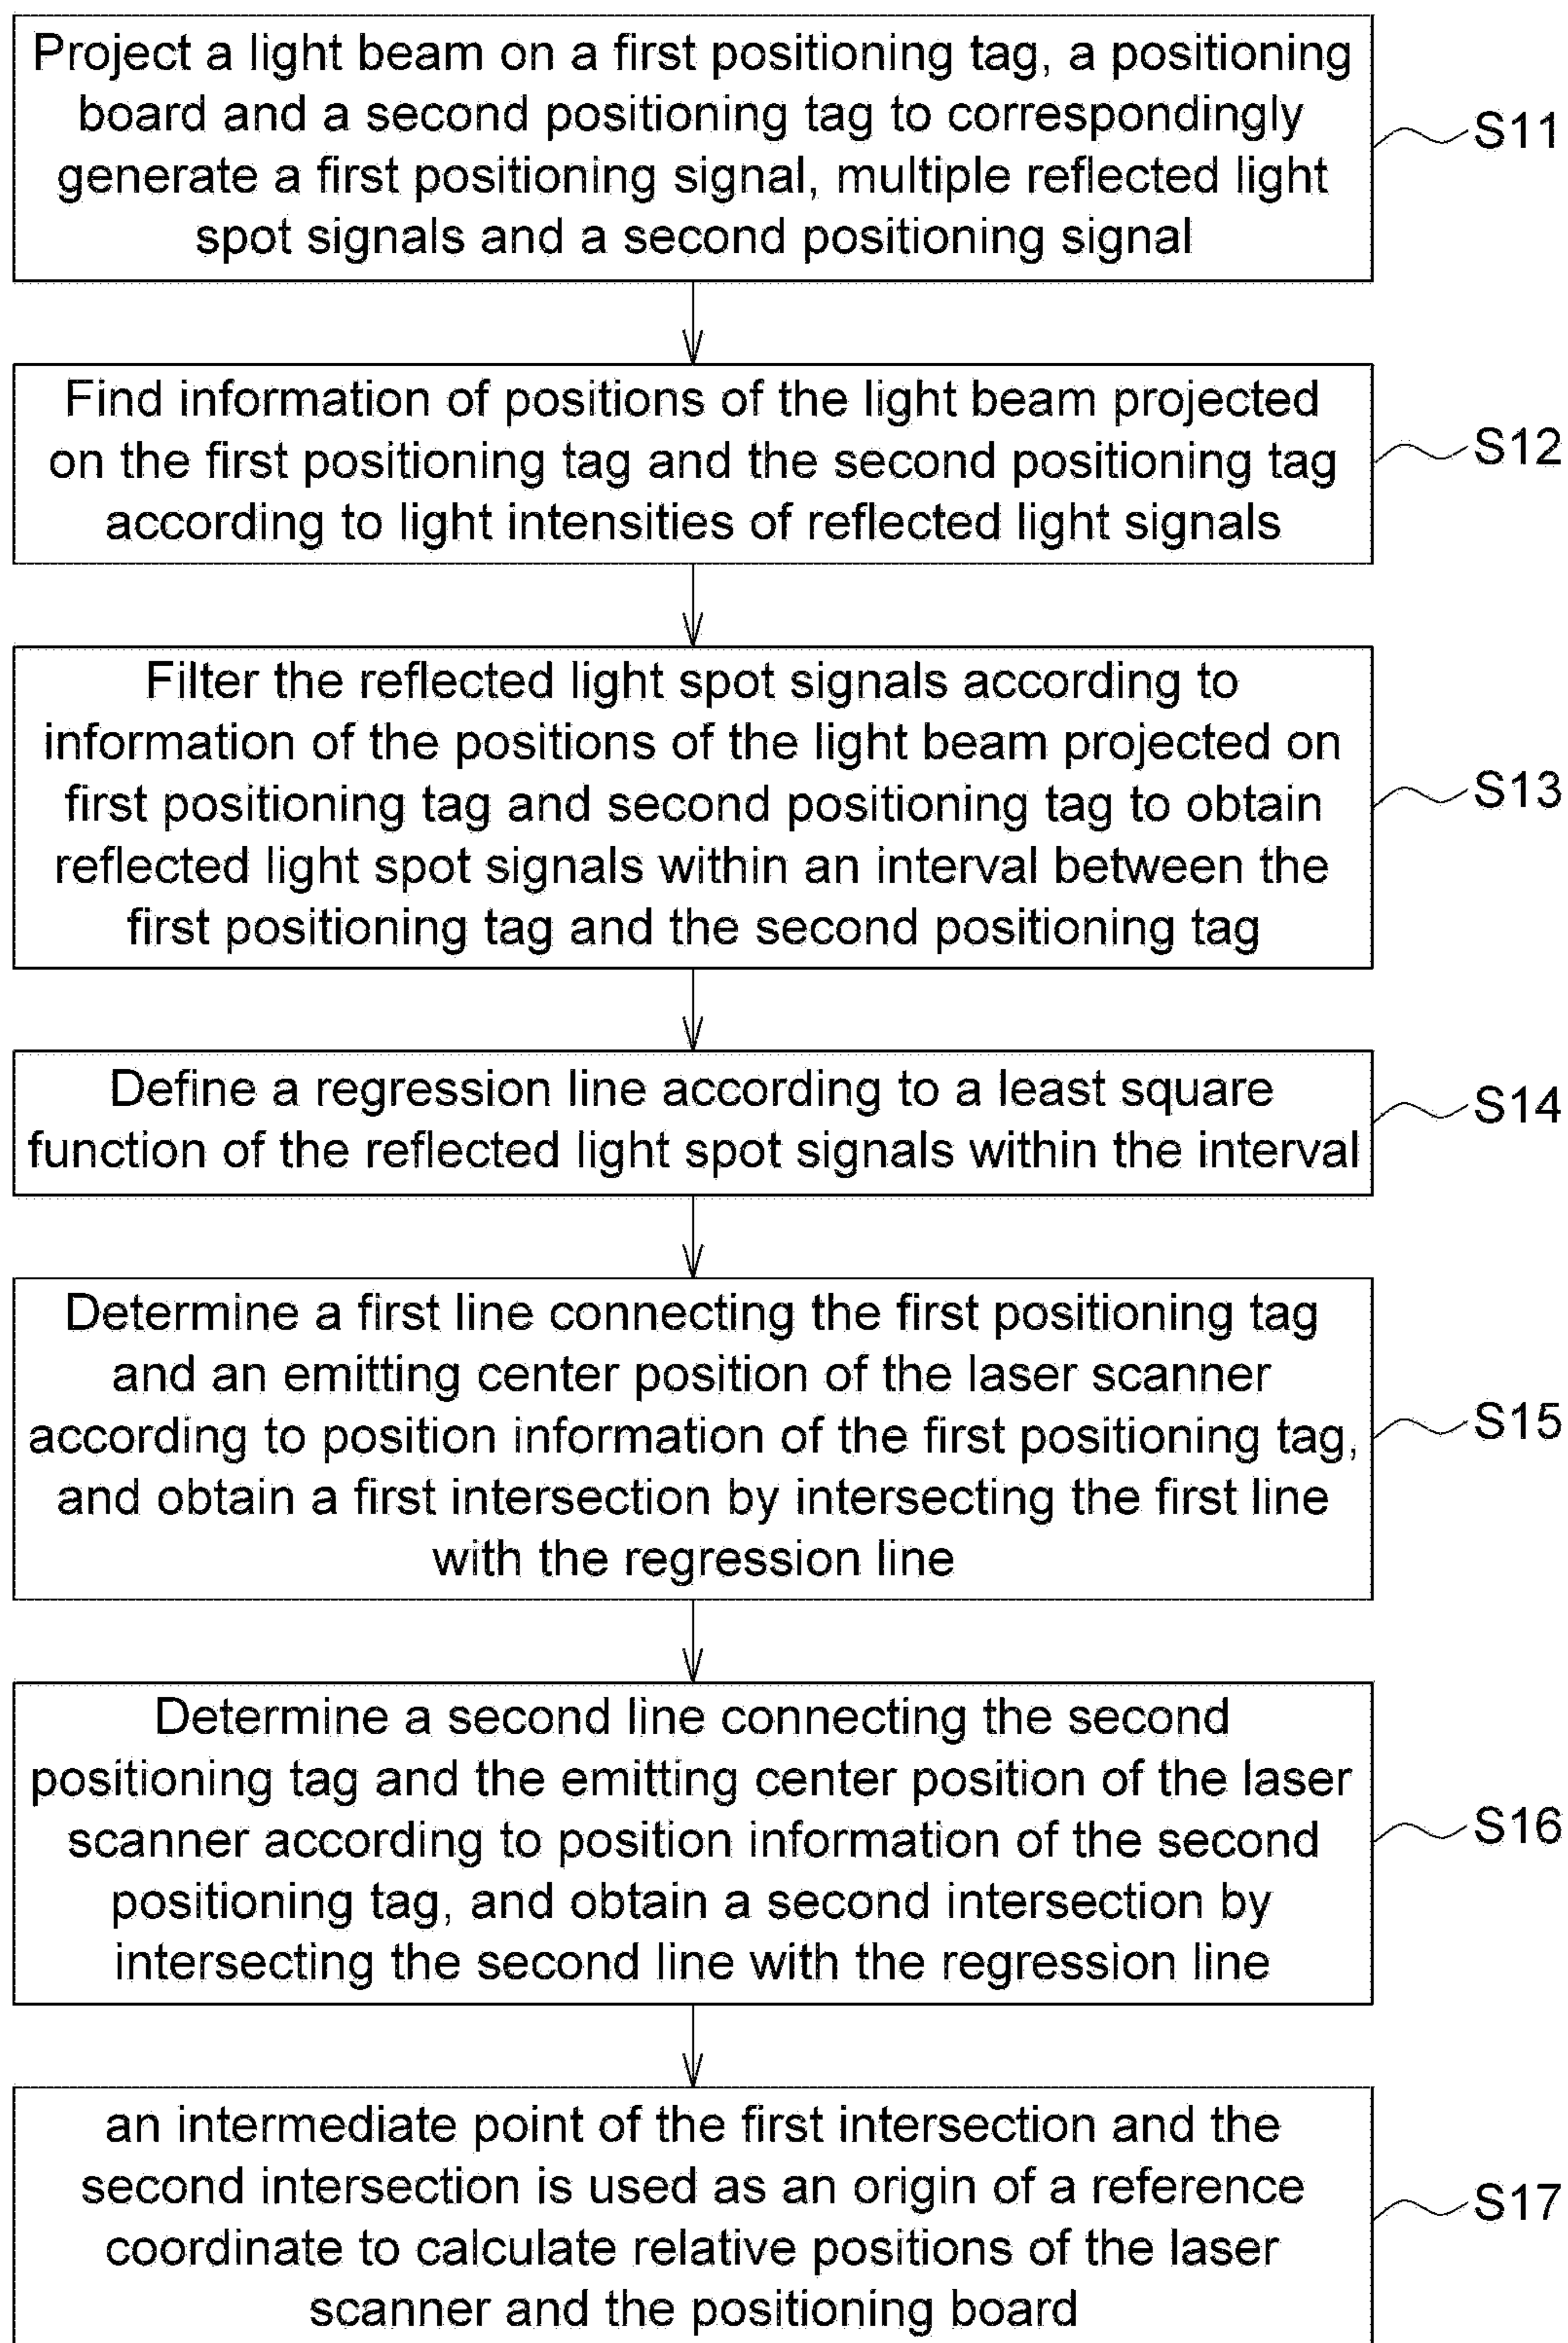 Project a light beam on a first positioning tag, a positioning
board and a second positioning tag to correspondingly
generate a first positioning signal, multiple reflected light
spot signals and a second positioning signal
S11
Find information of positions of the light beam projected
on the first positioning tag and the second positioning tag
according to light intensities of reflected light signals
S12
Filter the reflected light spot signals according to
information of the positions of the light beam projected on
first positioning tag and second positioning tag to obtain
reflected light spot signals within an interval between the
first positioning tag and the second positioning tag
S13
Define a regression line according to a least square
function of the reflected light spot signals within the interval
S14
Determine a first line connecting the first positioning tag
and an emitting center position of the laser scanner
according to position information of the first positioning tag,
and obtain a first intersection by intersecting the first line
with the regression line
S15
Determine a second line connecting the second
positioning tag and the emitting center position of the laser
scanner according to position information of the second
positioning tag, and obtain a second intersection by
intersecting the second line with the regression line
S16
an intermediate point of the first intersection and the
second intersection is used as an origin of a reference
coordinate to calculate relative positions of the laser
scanner and the positioning board
S17